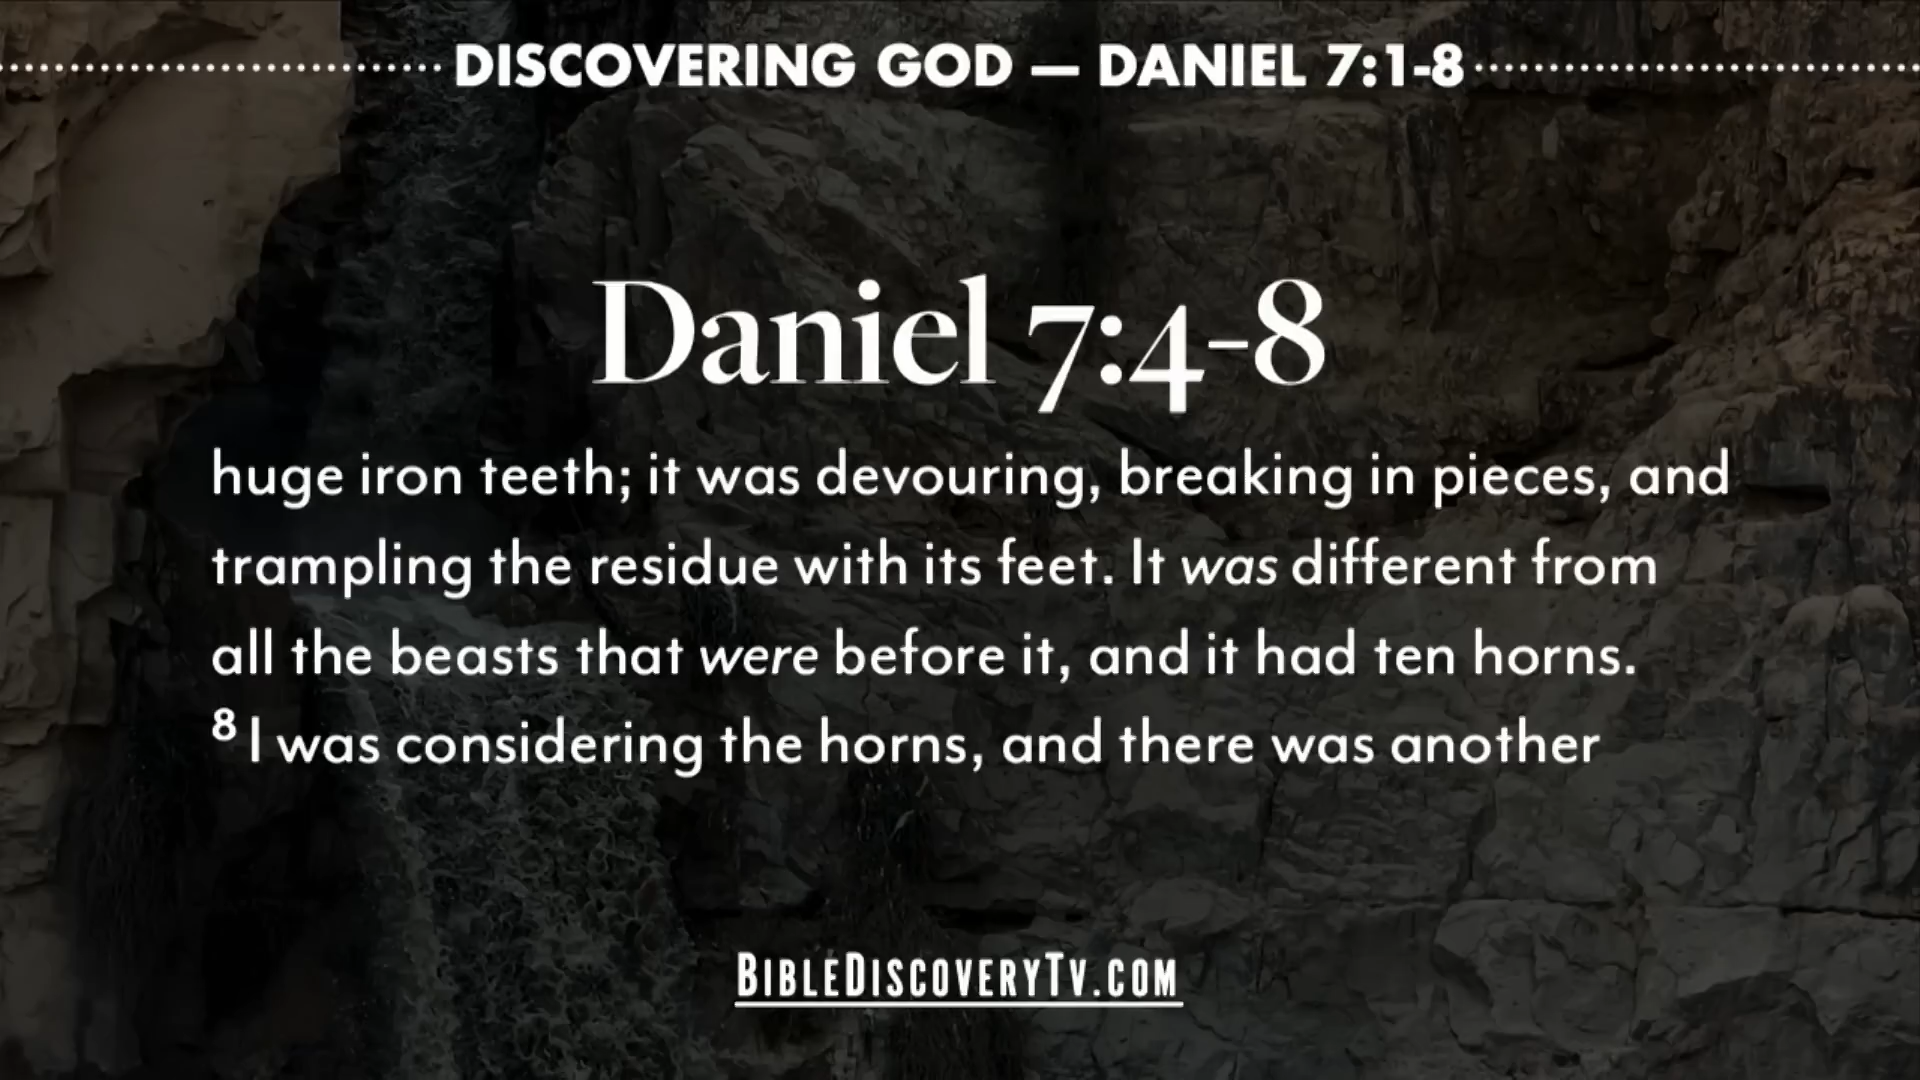 DISCOVERING GOD — DANIEL 7:1-8
Daniel 7:4-8
huge iron teeth; it was devouring, breaking in pieces, and
trampling the residue with its feet. It was different from
all the beasts that were before it, and it had ten horns.
8 I was considering the horns, and there was another
BIBLEDISCOVERYTV.COM